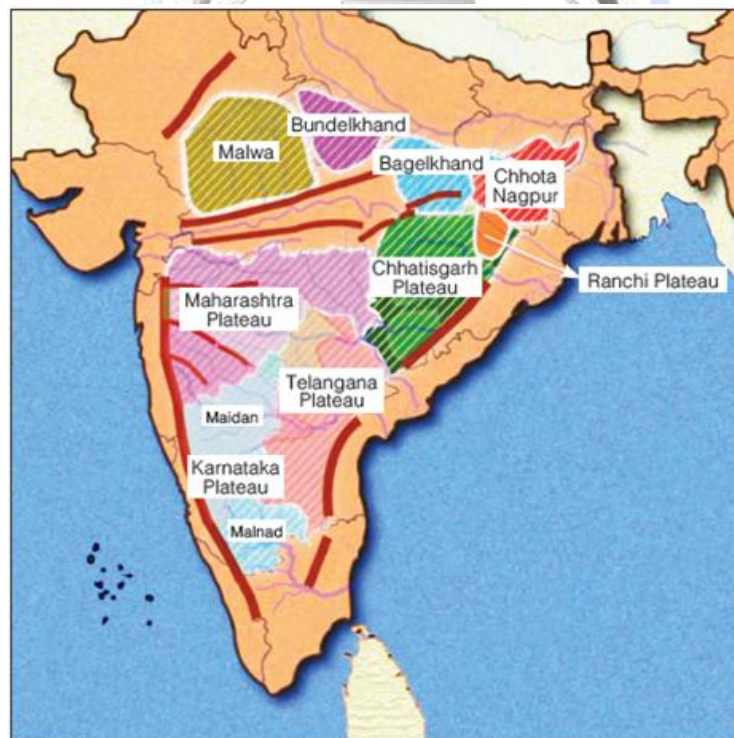 Bundelkhand
Malwa
Bagelkhand
Chhota
Nagpur
Chhatisgarh
Plateau
Ranchi Plateau
Maharashtra
Plateau
Telangana
Plateau
Maidan
Karnataka
Plateau
Malnad